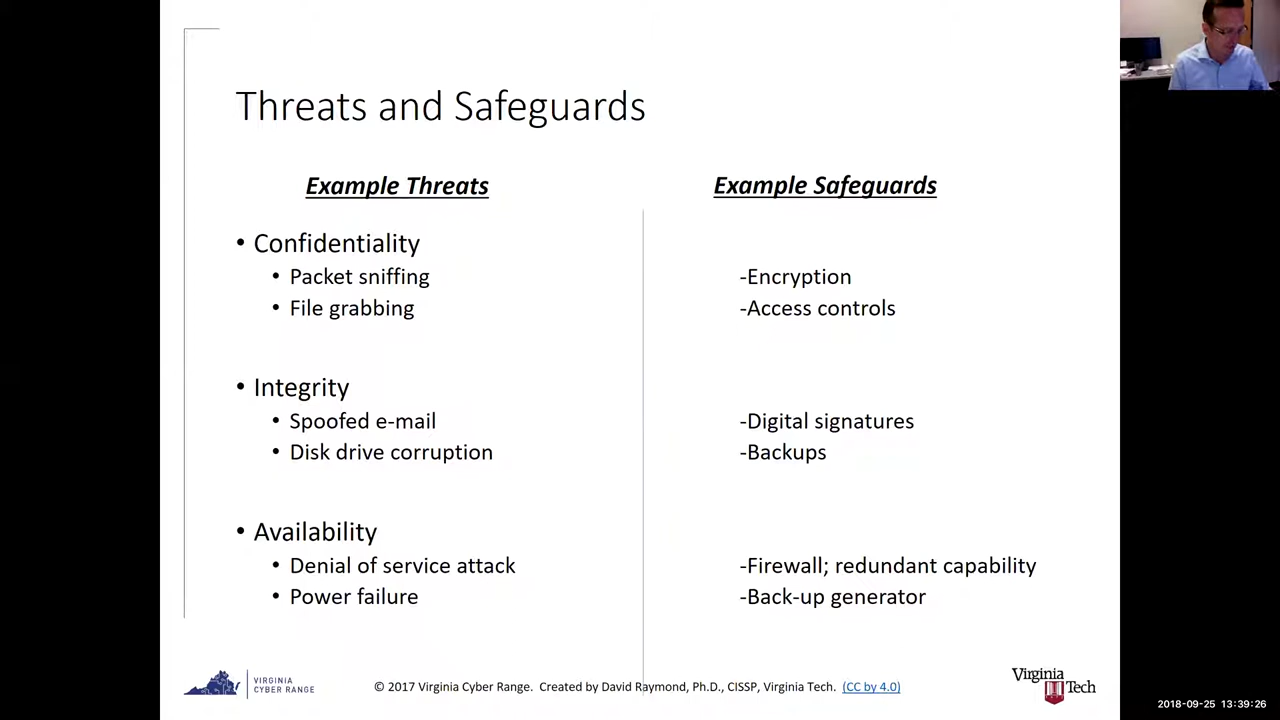 Threats and Safeguards
Example Threats
Example Safeguards
• Confidentiality
• Packet sniffing
-Encryption
• File grabbing
-Access controls
• Integrity
• Spoofed e-mail
-Digital signatures
• Disk drive corruption
-Backups
• Availability
• Denial of service attack
-Firewall; redundant capability
• Power failure
-Back-up generator
VIRGINIA
CYBER RANGE
© 2017 Virginia Cyber Range. Created by David Raymond, Ph.D., CISSP, Virginia Tech. (CC by 4.0)
Virginia
Tech
2018-09-25 13:39:26